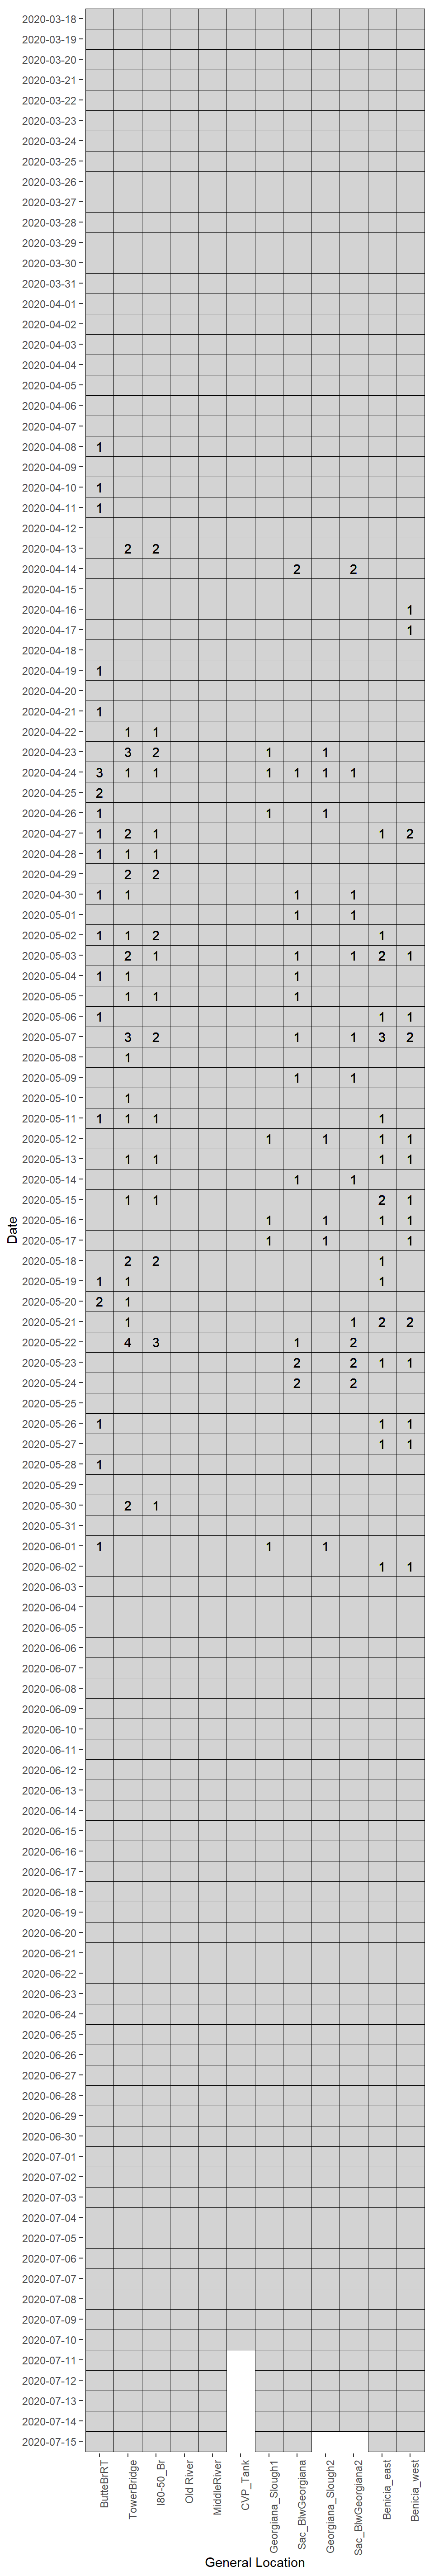 2020-03-18
2020-03-19
2020-03-20
2020-03-21
2020-03-22
2020-03-23
2020-03-24
2020-03-25
2020-03-26
2020-03-27
2020-03-28
2020-03-29
2020-03-30
2020-03-31
2020-04-01
2020-04-02
2020-04-03
2020-04-04
2020-04-05
2020-04-06
2020-04-07
2020-04-08 1
2020-04-09
2020-04-10 1
2020-04-11 1
2020-04-12
2020-04-13 2 2
2020-04-14 2 2
2020-04-15
2020-04-16 1
2020-04-17 1
2020-04-18
2020-04-19 1
2020-04-20
2020-04-21 1
2020-04-22 1 1
2020-04-23 3 2 1 1
2020-04-24 3 1 1 1 1 1 1
2020-04-25 2
2020-04-26 1 1 1
2020-04-27 1 2 1 1 2
2020-04-28 1 1 1
2020-04-29 2 2
2020-04-30 1 1 1 1
2020-05-01 1 1
2020-05-02 1 1 2 1
2020-05-03 2 1 1 1 2 1
2020-05-04 1 1 1
2020-05-05 1 1 1
2020-05-06 1 1 1
2020-05-07 3 2 1 1 3 2
2020-05-08 1
2020-05-09 1 1
2020-05-10 1
2020-05-11 1 1 1 1
2020-05-12 1 1 1 1
2020-05-13 1 1 1 1
2020-05-14 1 1
2020-05-15 1 1 2 1
Date
2020-05-16 1 1 1 1
2020-05-17 1 1 1
2020-05-18 2 2 1
2020-05-19 1 1 1
2020-05-20 2 1
2020-05-21 1 1 2 2
2020-05-22 4 3 1 2
2020-05-23 2 2 1 1
2020-05-24 2 2
2020-05-25
2020-05-26 1 1 1
2020-05-27 1 1
2020-05-28 1
2020-05-29
2020-05-30 2 1
2020-05-31
2020-06-01 1 1 1
2020-06-02 1 1
2020-06-03
2020-06-04
2020-06-05
2020-06-06
2020-06-07
2020-06-08
2020-06-09
2020-06-10
2020-06-11
2020-06-12
2020-06-13
2020-06-14
2020-06-15
2020-06-16
2020-06-17
2020-06-18
2020-06-19
2020-06-20
2020-06-21
2020-06-22
2020-06-23
2020-06-24
2020-06-25
2020-06-26
2020-06-27
2020-06-28
2020-06-29
2020-06-30
2020-07-01
2020-07-02
2020-07-03
2020-07-04
2020-07-05
2020-07-06
2020-07-07
2020-07-08
2020-07-09
2020-07-10
2020-07-11
2020-07-12
2020-07-13
2020-07-14
2020-07-15
ButteBrRT
TowerBridge
I80-50_Br
Old River
MiddleRiver
CVP_Tank
Georgiana_Slough1
Sac_BlwGeorgiana
Georgiana_Slough2
Sac_BlwGeorgiana2
Benicia_east
Benicia_west
General Location